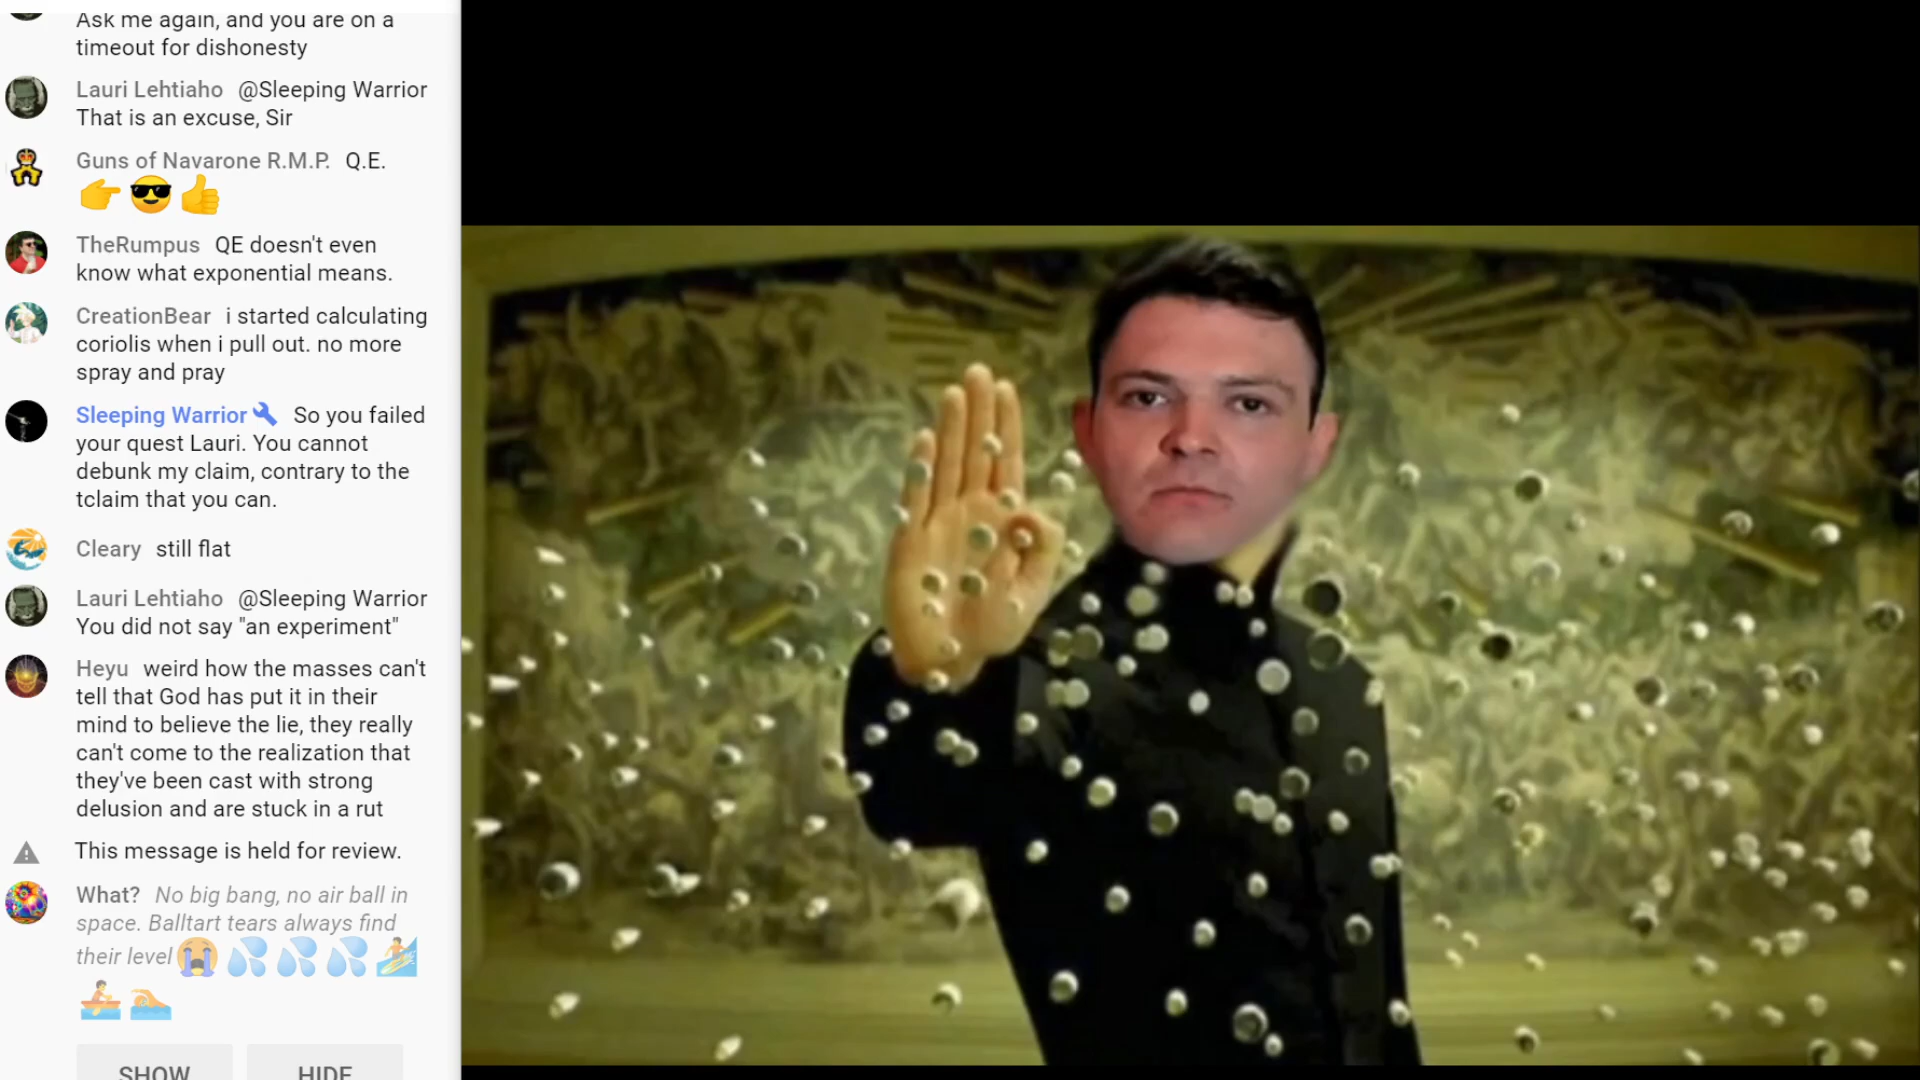 Ask me again, and you are on a
timeout for dishonesty
Lauri Lehtiaho @Sleeping Warrior
That is an excuse, Sir
Guns of Navarone R.M.P. Q.E.
👉😎👍
TheRumpus QE doesn't even
know what exponential means.
CreationBear i started calculating
coriolis when i pull out. no more
spray and pray
Sleeping Warrior🔧 So you failed
your quest Lauri. You cannot
debunk my claim, contrary to the
tclaim that you can.
Cleary still flat
Lauri Lehtiaho @Sleeping Warrior
You did not say "an experiment"
Heyu weird how the masses can't
tell that God has put it in their
mind to believe the lie, they really
can't come to the realization that
they've been cast with strong
delusion and are stuck in a rut
This message is held for review.
What? No big bang, no air ball in
space. Balltart tears always find
their level😭💦💦💦🏄
🚣🏊
SHOW HIDE